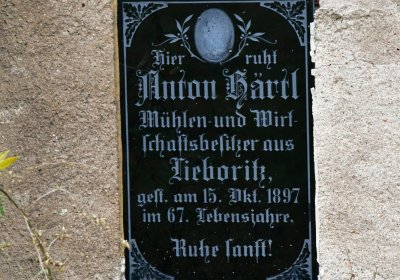 Hier ruht
Anton Härtl
Mühlen- und Wirt-
schaftsbesitzer aus
Lieboritz,
gest. am 15. Okt. 1897
im 67. Lebensjahre.
Ruhe sanft!